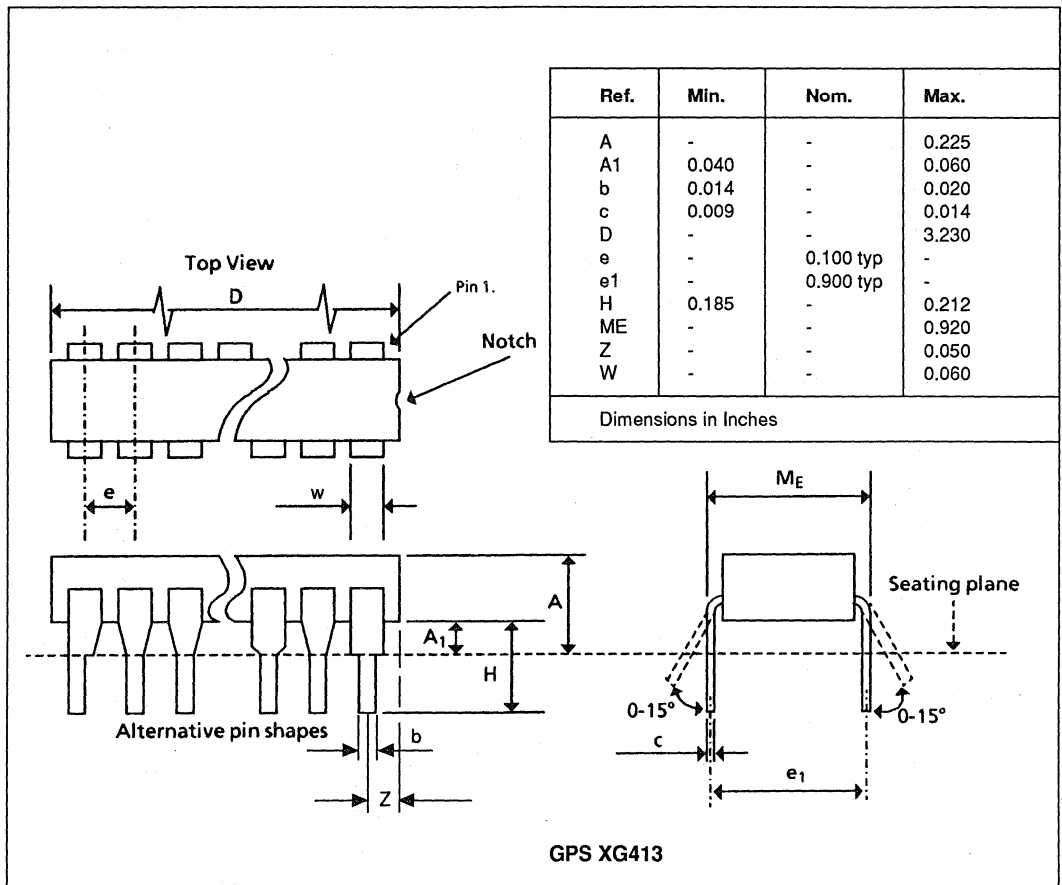 Ref. Min. Nom. Max.
A - - 0.225
A1 0.040 - 0.060
b 0.014 - 0.020
c 0.009 - 0.014
D - - 3.230
e - 0.100 typ -
e1 - 0.900 typ -
H 0.185 - 0.212
ME - - 0.920
Z - - 0.050
W - - 0.060
Dimensions in Inches
Top View
D
Pin 1.
Notch
e
w
ME
Seating plane
A
A1
H
Alternative pin shapes
b
Z
0-15°
0-15°
c
e1
GPS XG413